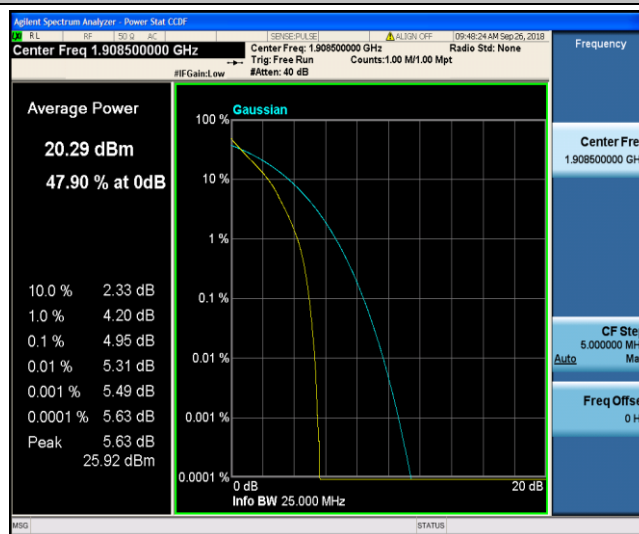 Agilent Spectrum Analyzer - Power Stat CCDF
RL RF 50 Ω AC SENSE:PULSE ALIGN OFF 09:48:24 AM Sep 26, 2018
Center Freq 1.908500000 GHz
Center Freq: 1.908500000 GHz Radio Std: None
Trig: Free Run Counts:1.00 M/1.00 Mpt
#IFGain:Low #Atten: 40 dB
Frequency
Average Power
20.29 dBm
47.90 % at 0dB
10.0 % 2.33 dB
1.0 % 4.20 dB
0.1 % 4.95 dB
0.01 % 5.31 dB
0.001 % 5.49 dB
0.0001 % 5.63 dB
Peak 5.63 dB
25.92 dBm
Gaussian
100 %
10 %
1 %
0.1 %
0.01 %
0.001 %
0.0001 %
0 dB 20 dB
Info BW 25.000 MHz
Center Fre
1.908500000 GH
CF Ste
5.000000 MH
Auto Ma
Freq Offse
0 H
MSG STATUS